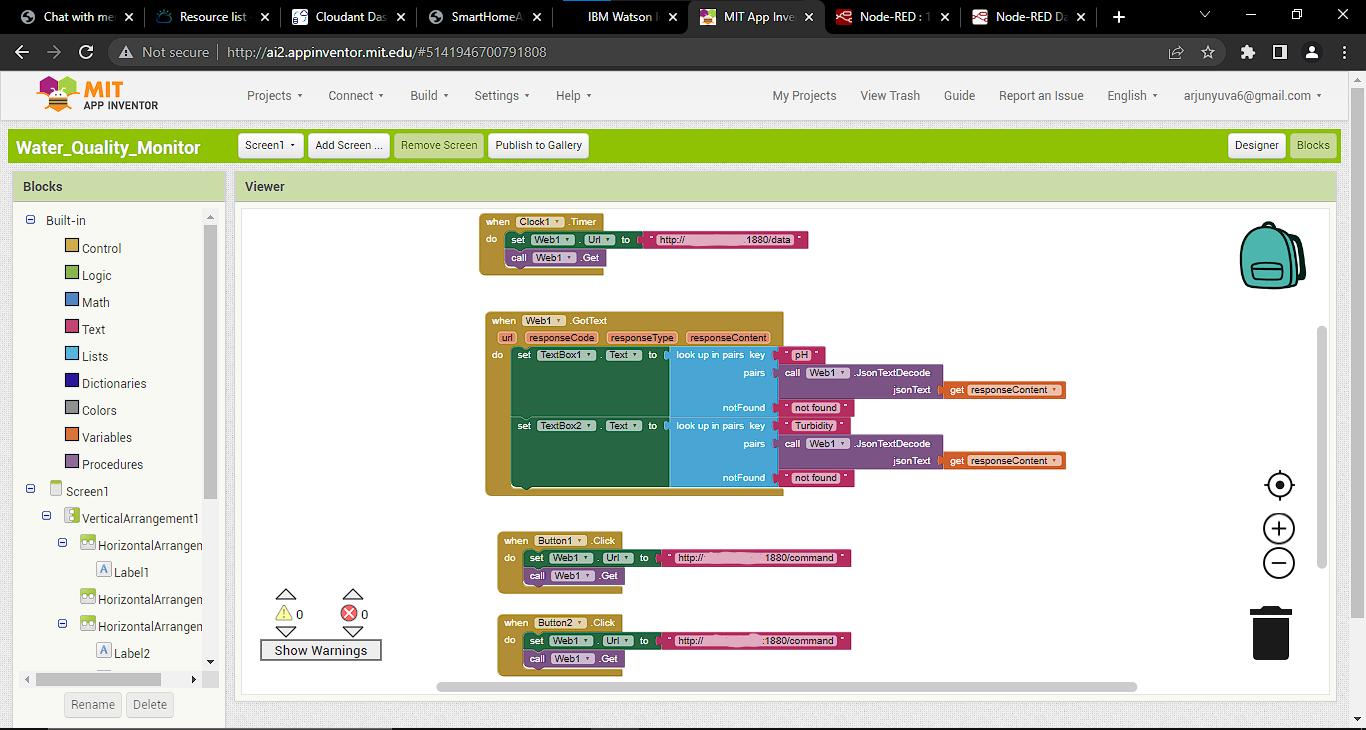 Chat with me
Resource list
Cloudant Das
SmartHomeA
IBM Watson I
MIT App Inve
Node-RED : 1
Node-RED Da
Not secure
http://ai2.appinventor.mit.edu/#5141946700791808
MIT
APP INVENTOR
Projects
Connect
Build
Settings
Help
My Projects
View Trash
Guide
Report an Issue
English
arjunyuva6@gmail.com
Water_Quality_Monitor
Screen1
Add Screen ...
Remove Screen
Publish to Gallery
Designer
Blocks
Blocks
Viewer
Built-in
Control
Logic
Math
Text
Lists
Dictionaries
Colors
Variables
Procedures
Screen1
VerticalArrangement1
HorizontalArrangen
Label1
HorizontalArrangen
HorizontalArrangen
Label2
Rename
Delete
when Clock1 .Timer
do set Web1 . Url to " http:// 1880/data "
call Web1 .Get
when Web1 .GotText
url responseCode responseType responseContent
do set TextBox1 . Text to look up in pairs key " pH "
pairs call Web1 .JsonTextDecode
jsonText get responseContent
notFound " not found "
set TextBox2 . Text to look up in pairs key " Turbidity "
pairs call Web1 .JsonTextDecode
jsonText get responseContent
notFound " not found "
when Button1 .Click
do set Web1 . Url to " http:// 1880/command "
call Web1 .Get
when Button2 .Click
do set Web1 . Url to " http:// :1880/command "
call Web1 .Get
0
0
Show Warnings